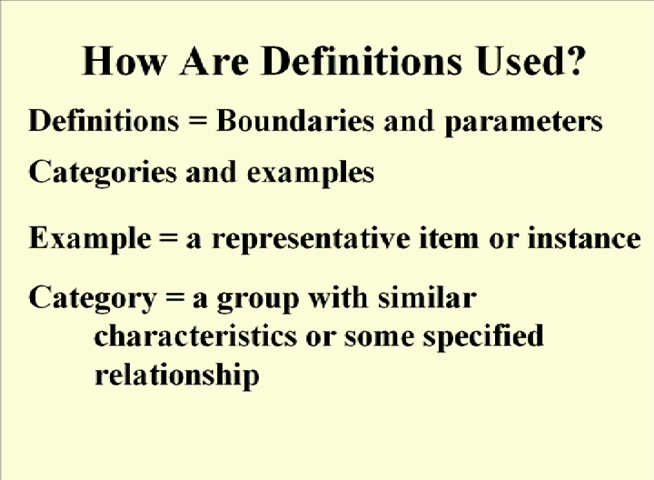 How Are Definitions Used?
Definitions = Boundaries and parameters
Categories and examples
Example = a representative item or instance
Category = a group with similar
characteristics or some specified
relationship